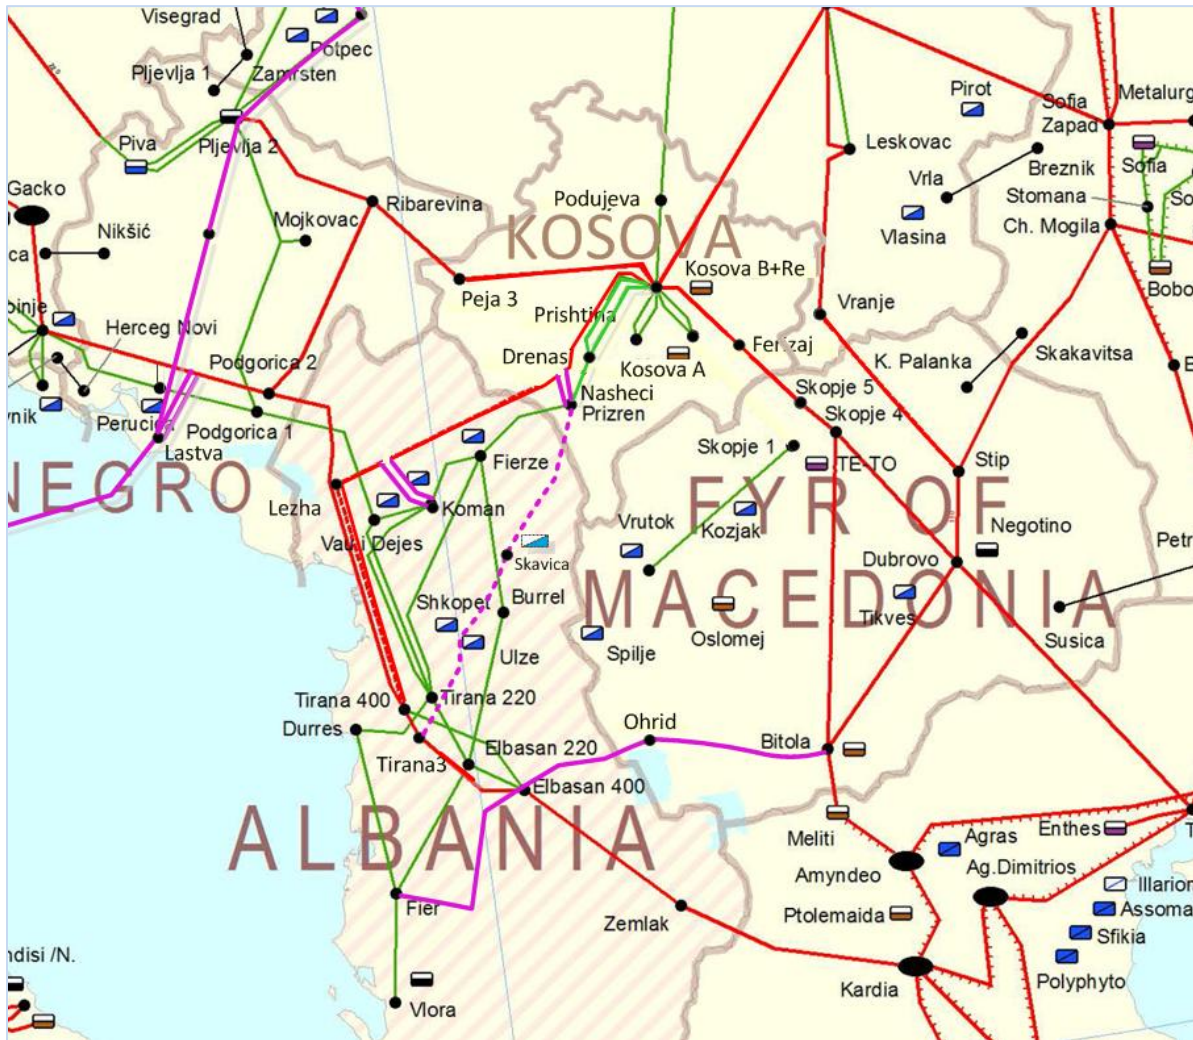 Visegrad
Potpec
Pljevlja 1
Zamrsten
Piva
Pljevlja 2
Gacko
Ribarevina
Mojkovac
Nikšić
Peja 3
Herceg Novi
Podgorica 2
Perucica
Podgorica 1
Lastva
NEGRO
Podujeva
KOSOVA
Kosova B+Re
Prishtina
Drenas
Kosova A
Ferizaj
Nasheci
Prizren
Skopje 5
Skopje 4
Skopje 1
TE-TO
Leskovac
Pirot
Vrla
Vlasina
Breznik
Vranje
K. Palanka
Skakavitsa
Sofia
Zapad
Metalurg
Sofia
Stomana
So
Ch. Mogila
Bobo
Stip
FYR OF
MACEDONIA
Negotino
Kozjak
Vrutok
Dubrovo
Tikves
Susica
Petr
Oslomej
Spilje
Fierze
Koman
Lezha
Vau i Dejes
Skavica
Shkopet
Burrel
Ulze
Tirana 400
Tirana 220
Durres
Tirana3
Elbasan 220
Elbasan 400
Ohrid
Bitola
ALBANIA
Fier
Vlora
Zemlak
Meliti
Amyndeo
Agras
Enthes
Ag.Dimitrios
Ptolemaida
Kardia
Illarion
Assoma
Sfikia
Polyphyto
ndisi /N.